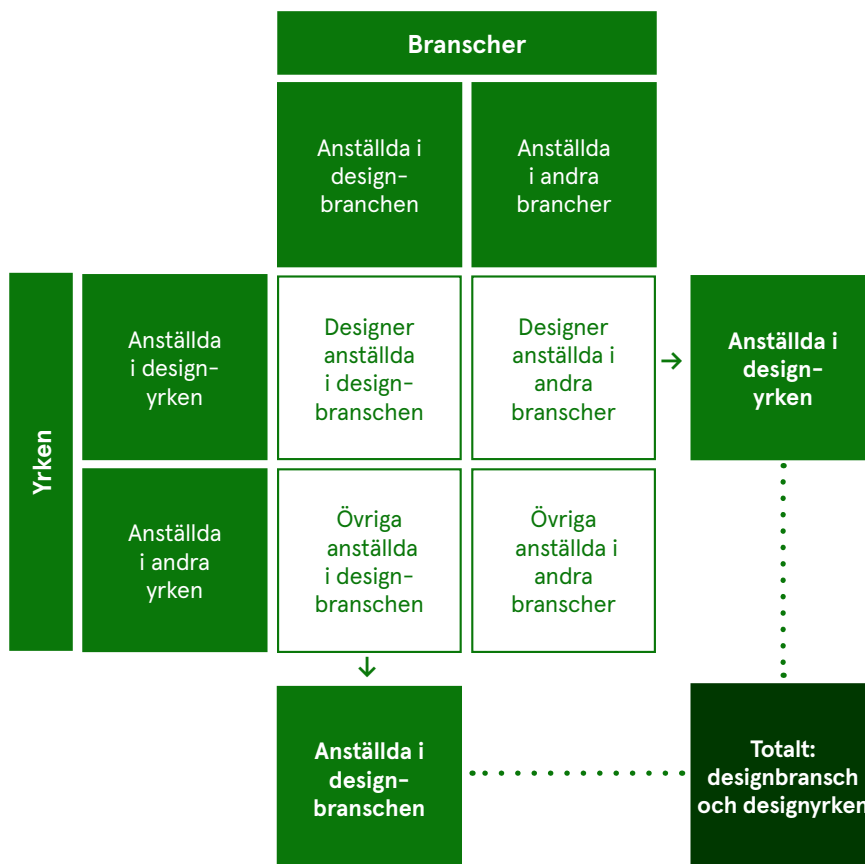 Branscher
Anställda i
design-
branchen
Anställda
i andra
brancher
Yrken
Anställda
i design-
yrken
Designer
anställda
i design-
branschen
Designer
anställda i
andra
branscher
→
Anställda i
design-
yrken
Anställda
i andra
yrken
Övriga
anställda
i design-
branschen
Övriga
anställda i
andra
branscher
↓
Anställda i
design-
branschen
Totalt:
designbransch
och designyrken